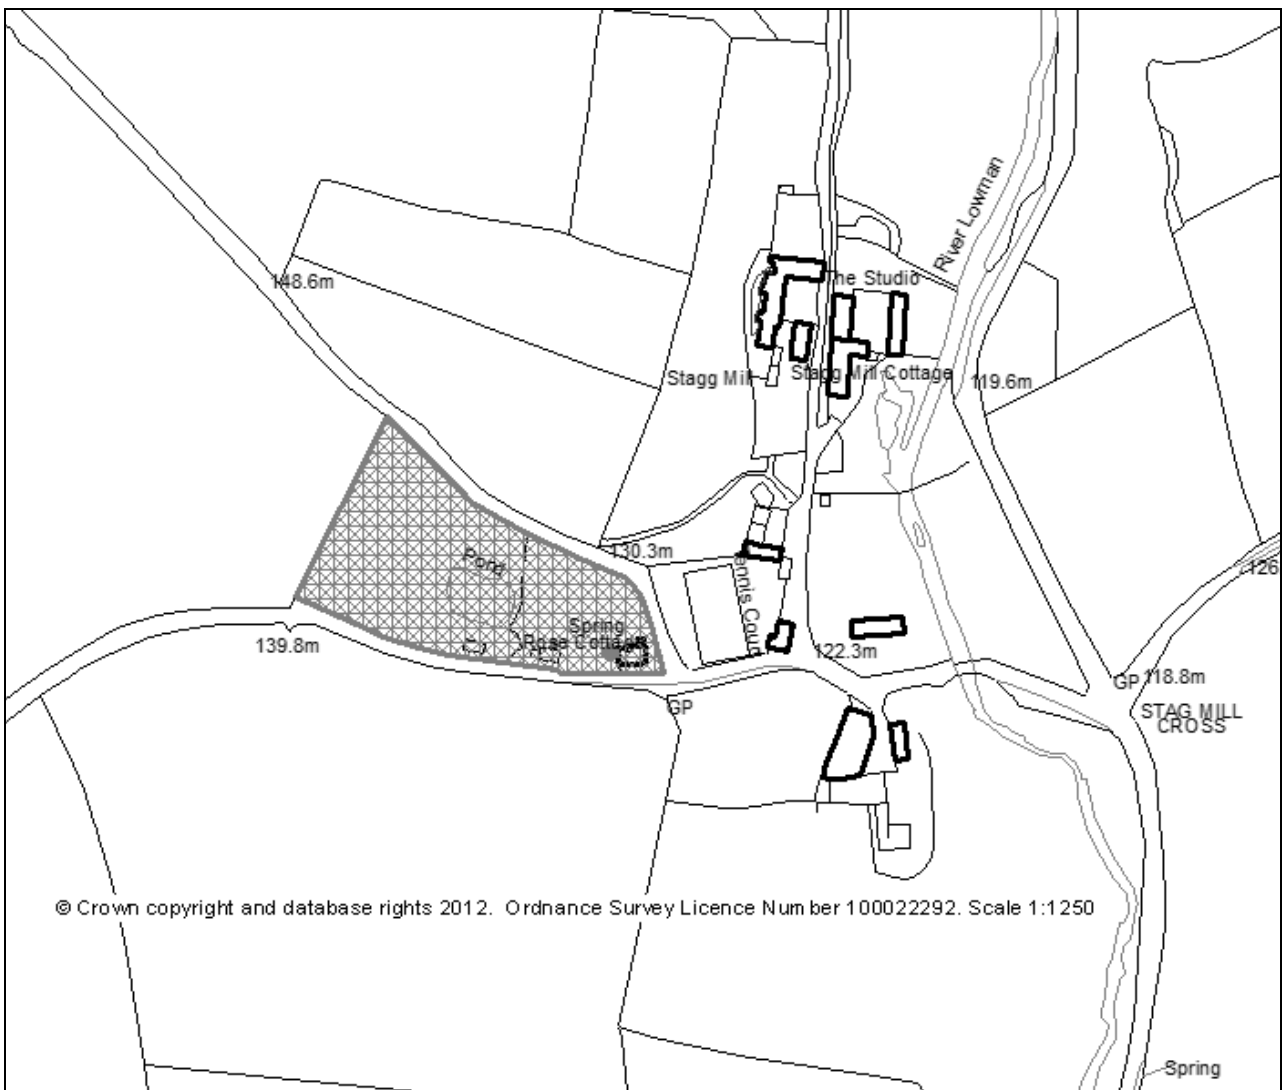 River Lowman
148.6m
The Studio
Stagg Mill
Stagg Mill Cottage
119.6m
130.3m
Pond
Tennis Court
126
Spring
Rose Cottage
139.8m
122.3m
GP
118.8m
GP
STAG MILL
CROSS
© Crown copyright and database rights 2012. Ordnance Survey Licence Number 100022292. Scale 1:1250
Spring